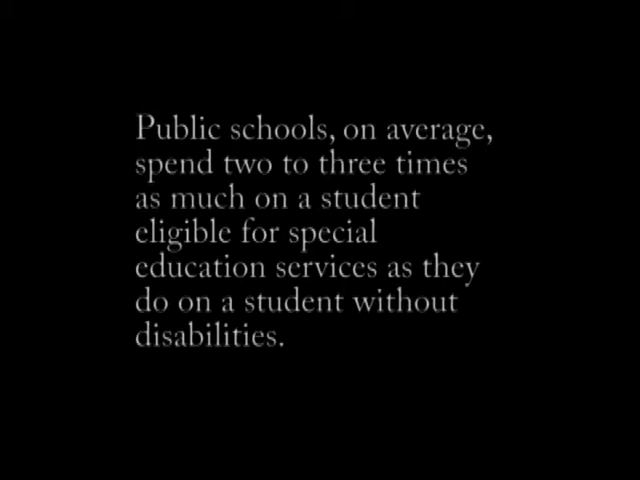 Public schools, on average,
spend two to three times
as much on a student
eligible for special
education services as they
do on a student without
disabilities.